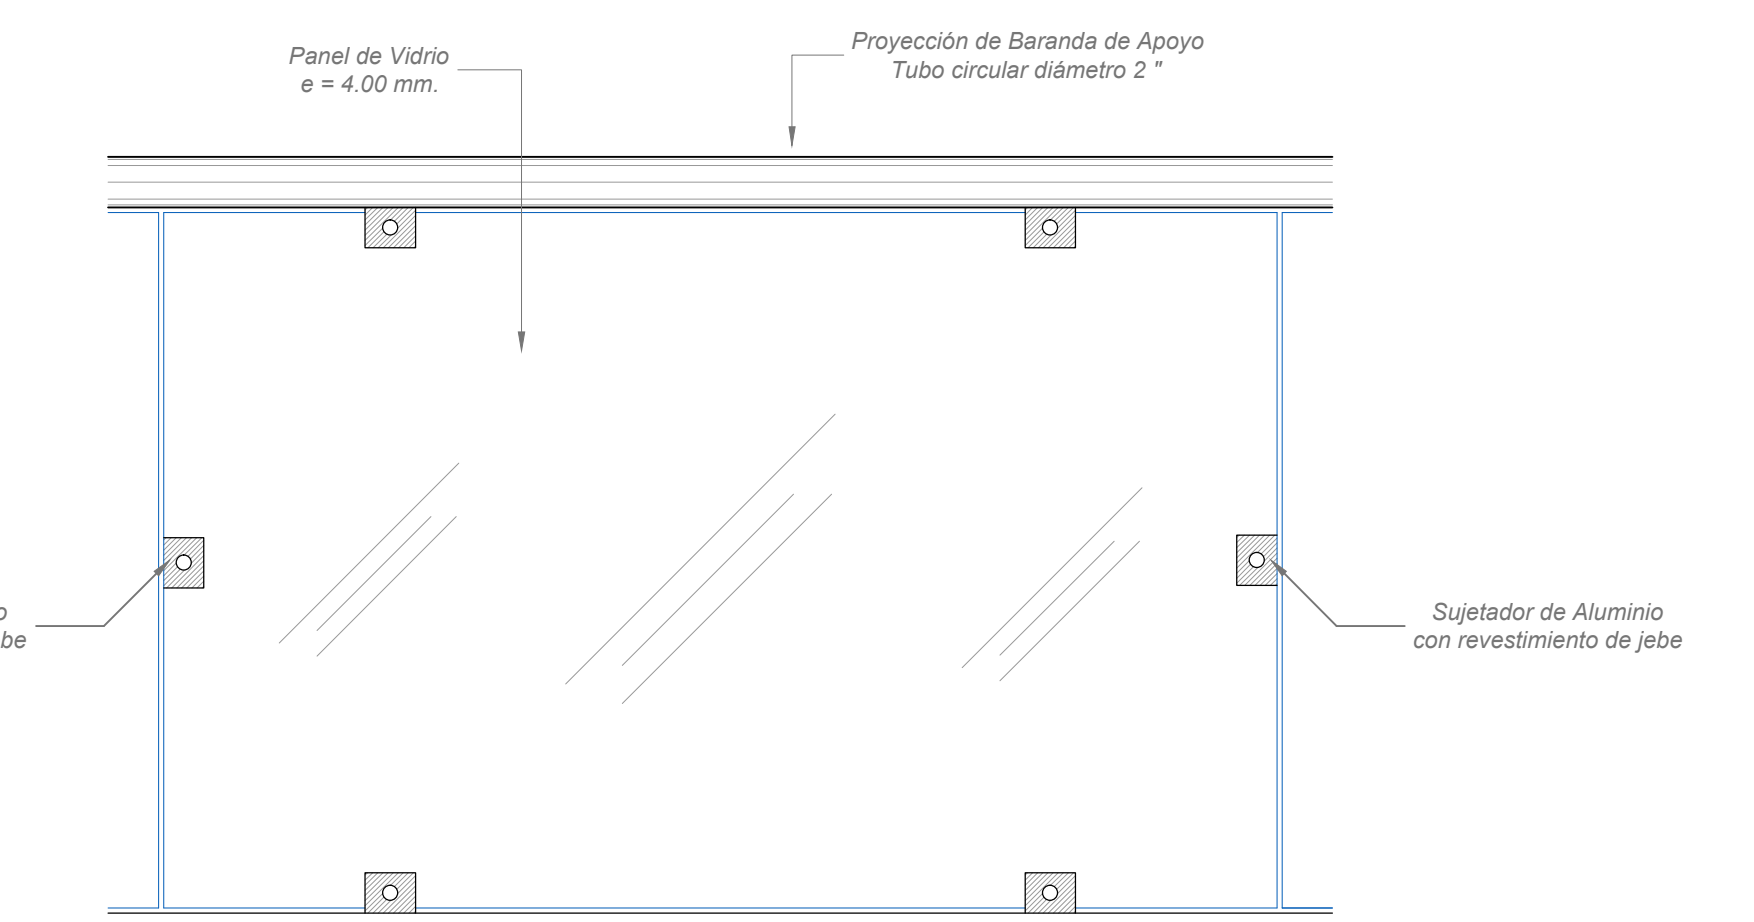 Proyección de Baranda de Apoyo
Tubo circular diámetro 2 "
Panel de Vidrio
e = 4.00 mm.
Sujetador de Aluminio
con revestimiento de jebe